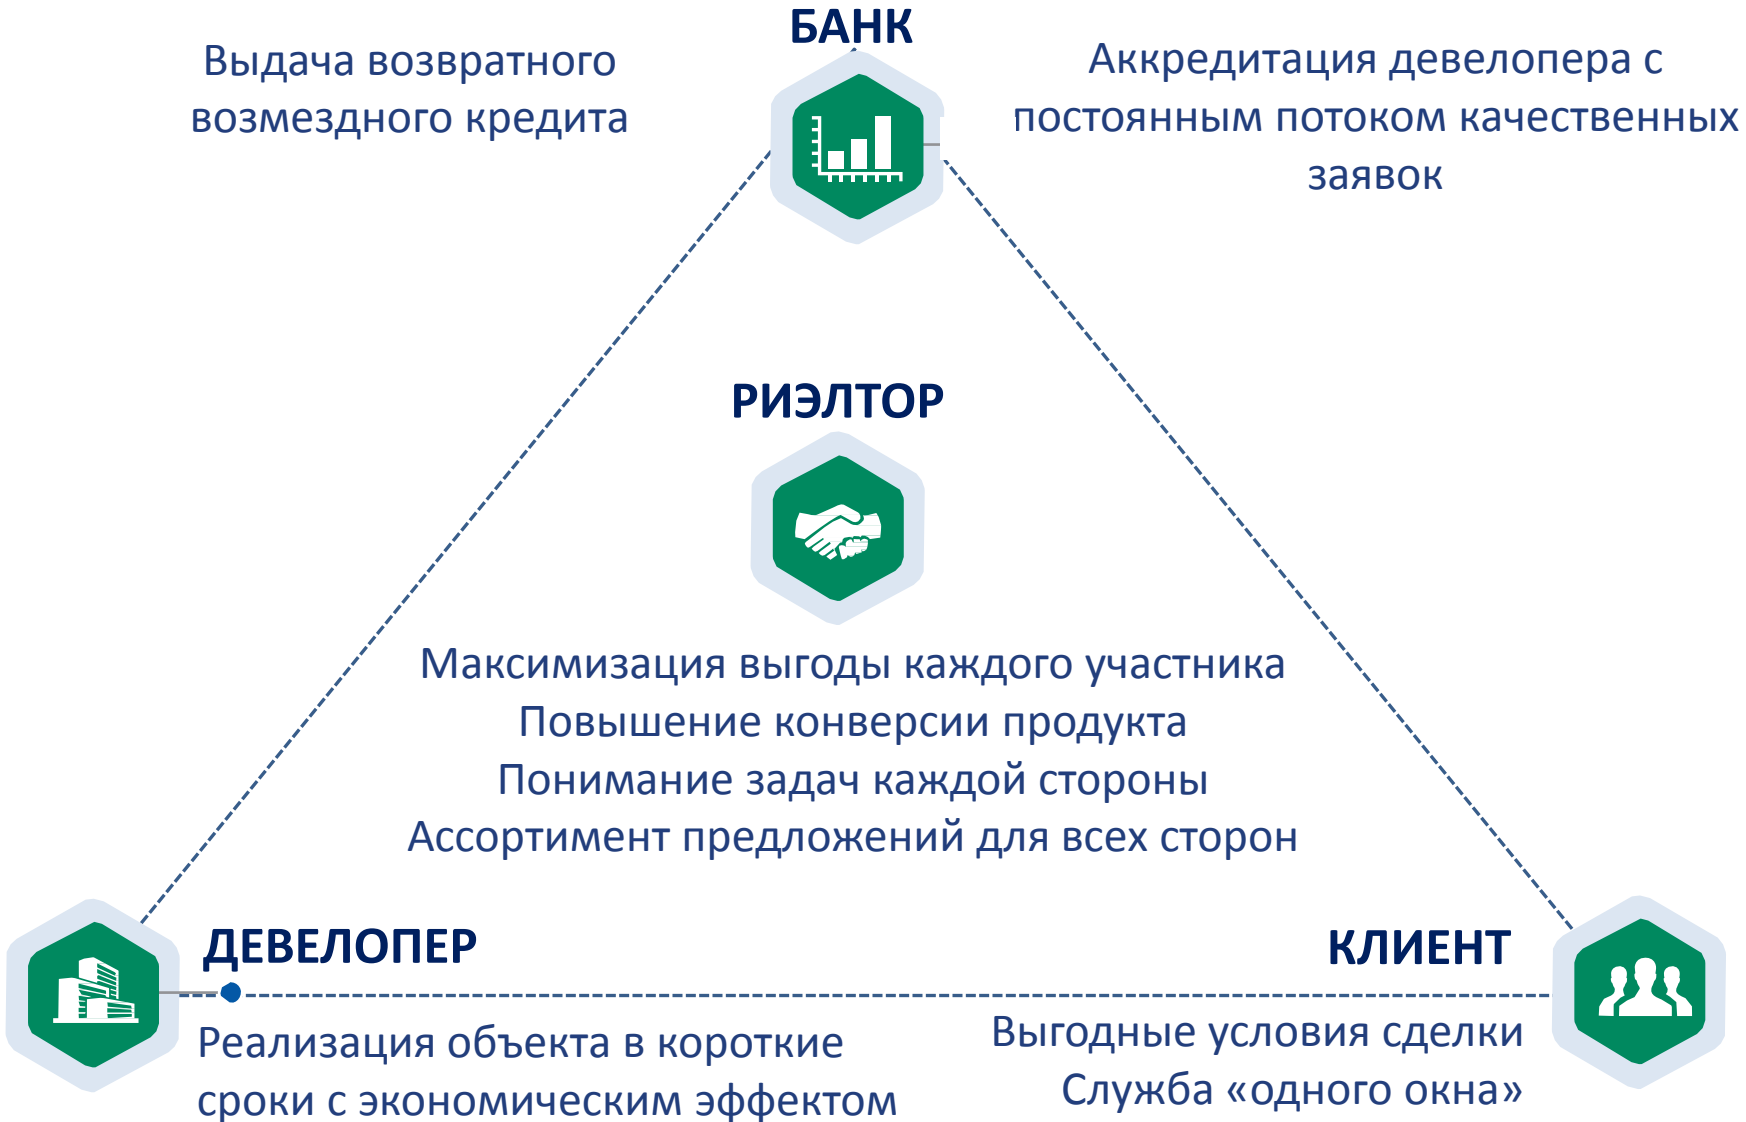 БАНК
Выдача возвратного
возмездного кредита
Аккредитация девелопера с
постоянным потоком качественных
заявок
РИЭЛТОР
Максимизация выгоды каждого участника
Повышение конверсии продукта
Понимание задач каждой стороны
Ассортимент предложений для всех сторон
ДЕВЕЛОПЕР
Реализация объекта в короткие
сроки с экономическим эффектом
КЛИЕНТ
Выгодные условия сделки
Служба «одного окна»